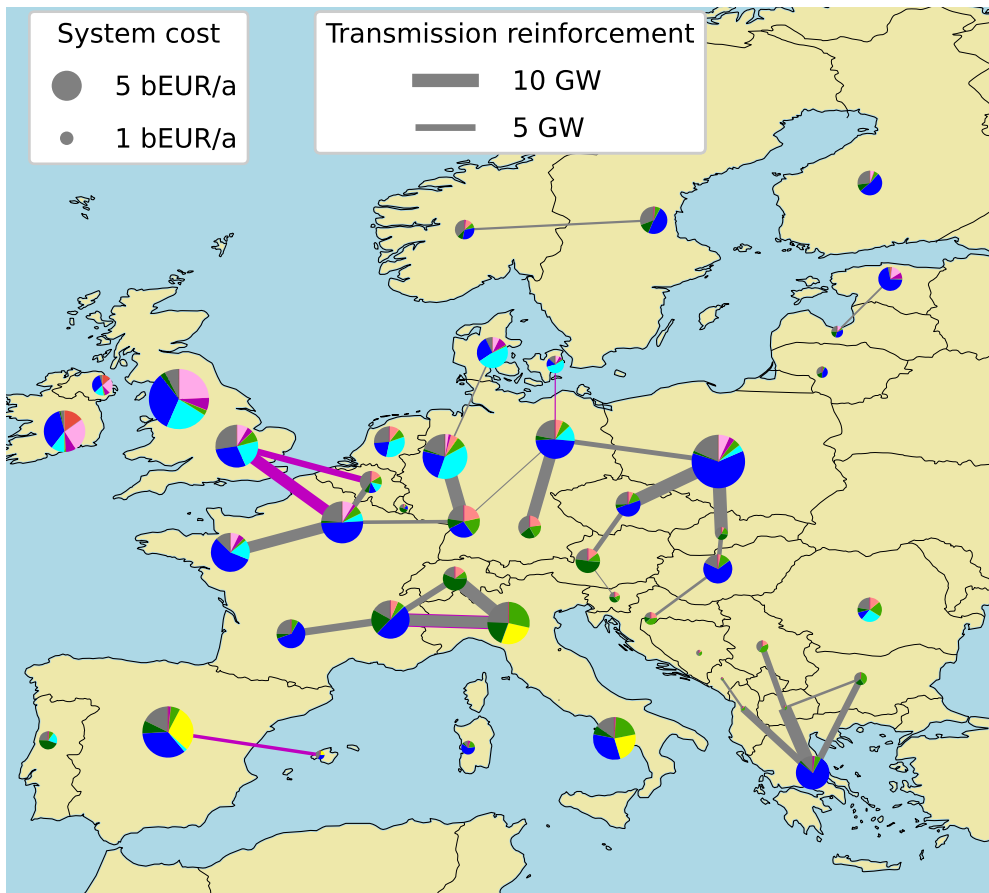 System cost
5 bEUR/a
1 bEUR/a
Transmission reinforcement
10 GW
5 GW